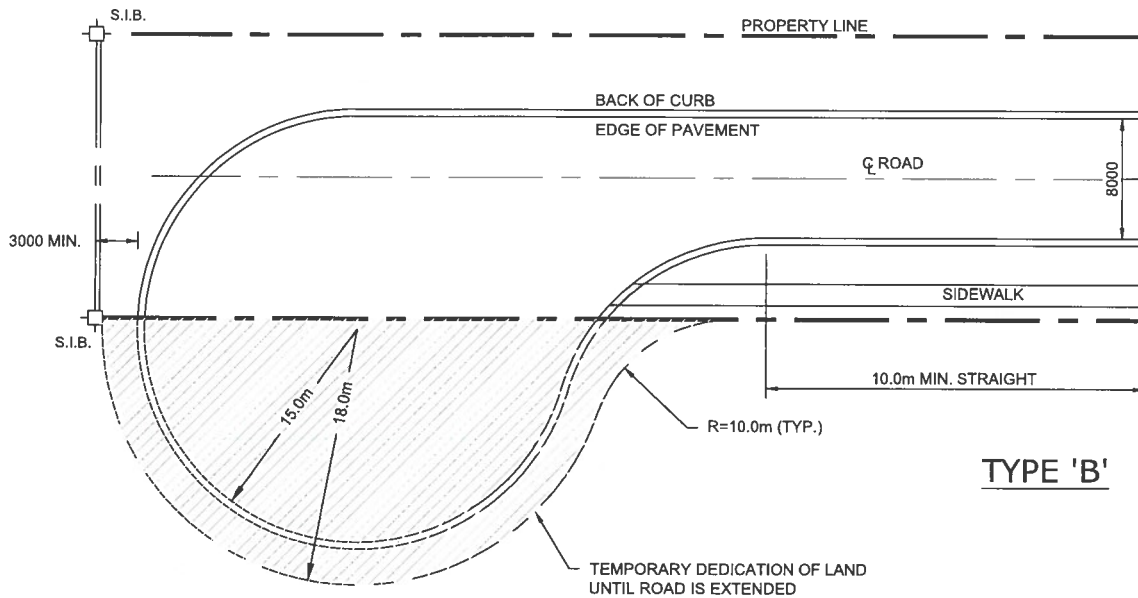 S.I.B.
PROPERTY LINE
BACK OF CURB
EDGE OF PAVEMENT
℄ ROAD
8000
3000 MIN.
SIDEWALK
S.I.B.
10.0m MIN. STRAIGHT
15.0m
18.0m
R=10.0m (TYP.)
TYPE 'B'
TEMPORARY DEDICATION OF LAND
UNTIL ROAD IS EXTENDED